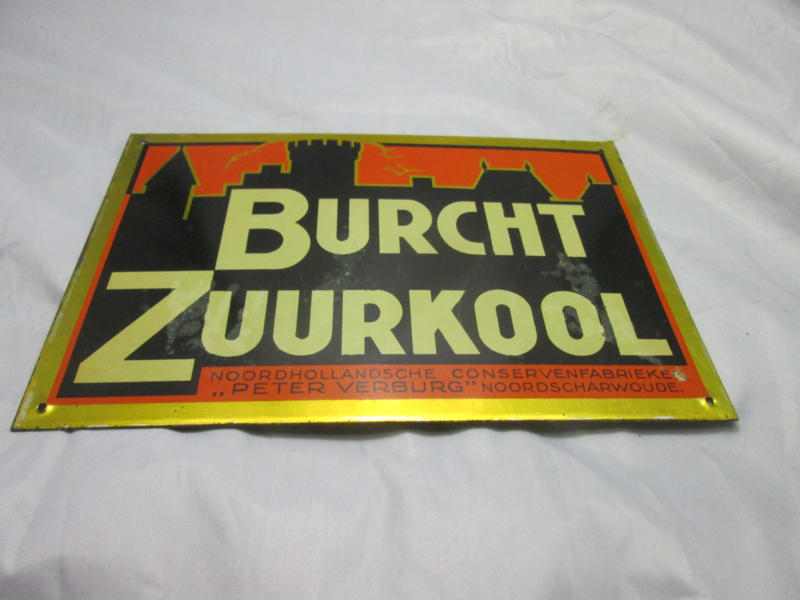 BURCHT
ZUURKOOL
NOORDHOLLANDSCHE CONSERVENFABRIEKEN
„PETER VERBURG” NOORDSCHARWOUDE.